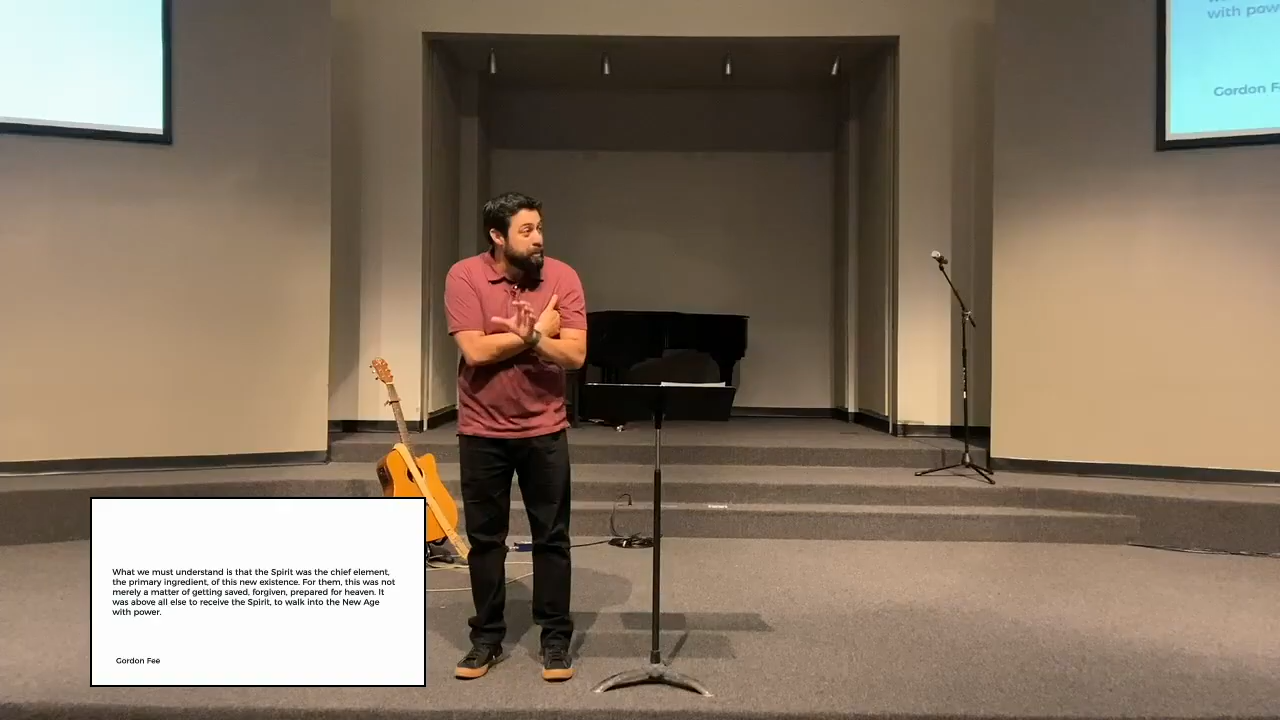 with pow
Gordon F
What we must understand is that the Spirit was the chief element,
the primary ingredient, of this new existence. For them, this was not
merely a matter of getting saved, forgiven, prepared for heaven. It
was above all else to receive the Spirit, to walk into the New Age
with power.
Gordon Fee